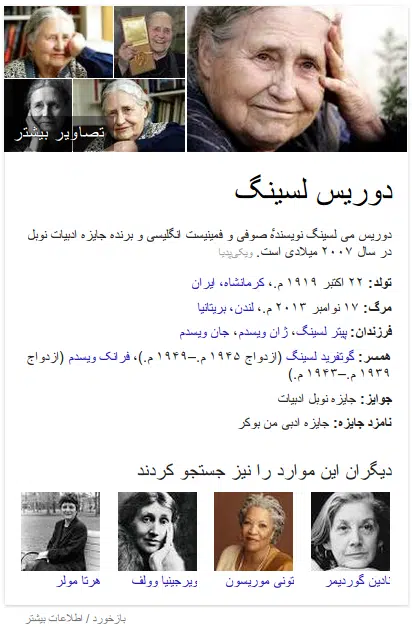 تصاویر بیشتر
دوریس لسینگ
دوریس می لسینگ نویسندهٔ صوفی و فمینیست انگلیسی و برنده جایزه ادبیات نوبل
در سال ۲۰۰۷ میلادی است. ویکی‌پدیا
تولد: ۲۲ اکتبر ۱۹۱۹ م.، کرمانشاه، ایران
مرگ: ۱۷ نوامبر ۲۰۱۳ م.، لندن، بریتانیا
فرزندان: پیتر لسینگ، ژان ویسدم، جان ویسدم
همسر: گوتفرید لسینگ (ازدواج ۱۹۴۵ م.–۱۹۴۹ م.)، فرانک ویسدم (ازدواج
۱۹۳۹ م.–۱۹۴۳ م.)
جوایز: جایزه نوبل ادبیات
نامزد جایزه: جایزه ادبی من بوکر
دیگران این موارد را نیز جستجو کردند
نادین گوردیمر تونی موریسون ویرجینیا وولف هرتا مولر
بازخورد / اطلاعات بیشتر